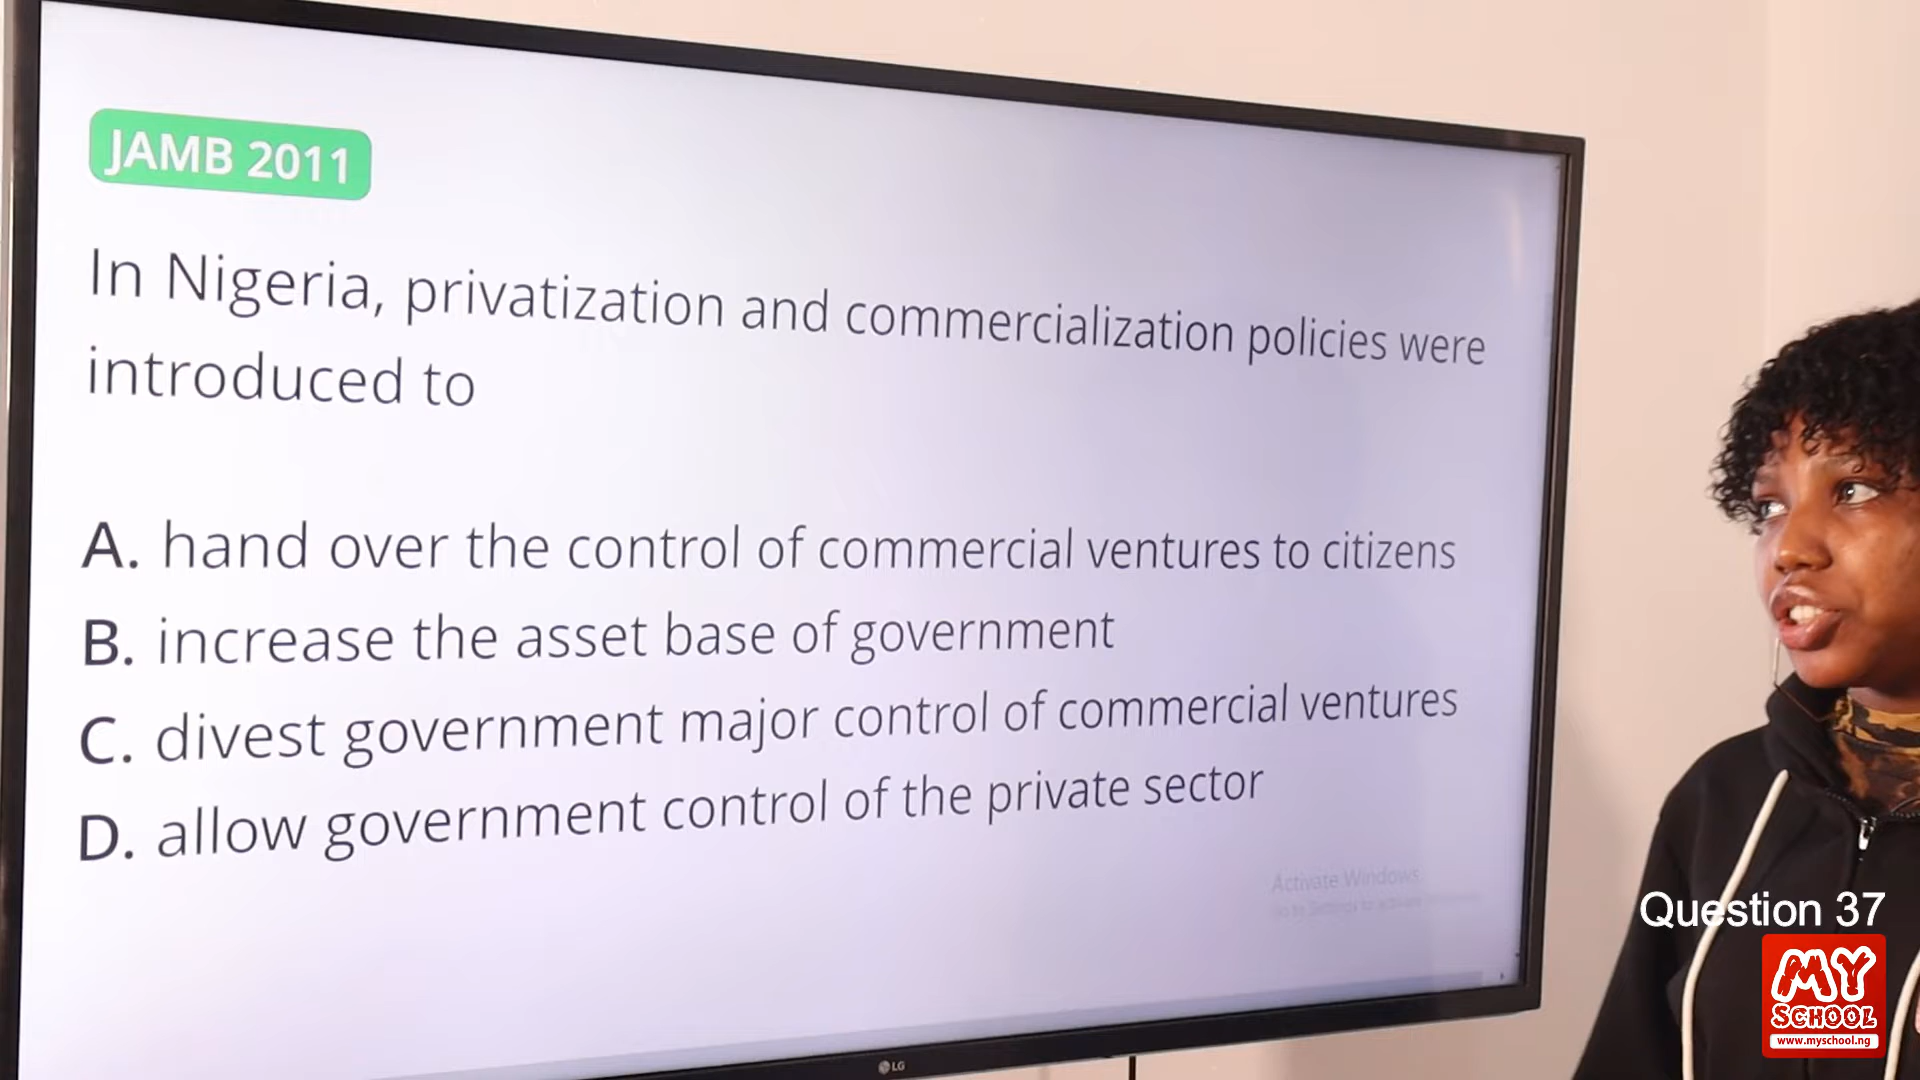 JAMB 2011
In Nigeria, privatization and commercialization policies were
introduced to
A. hand over the control of commercial ventures to citizens
B. increase the asset base of government
C. divest government major control of commercial ventures
D. allow government control of the private sector
Activate Windows
Question 37
MY
SCHOOL
www.myschool.ng
LG